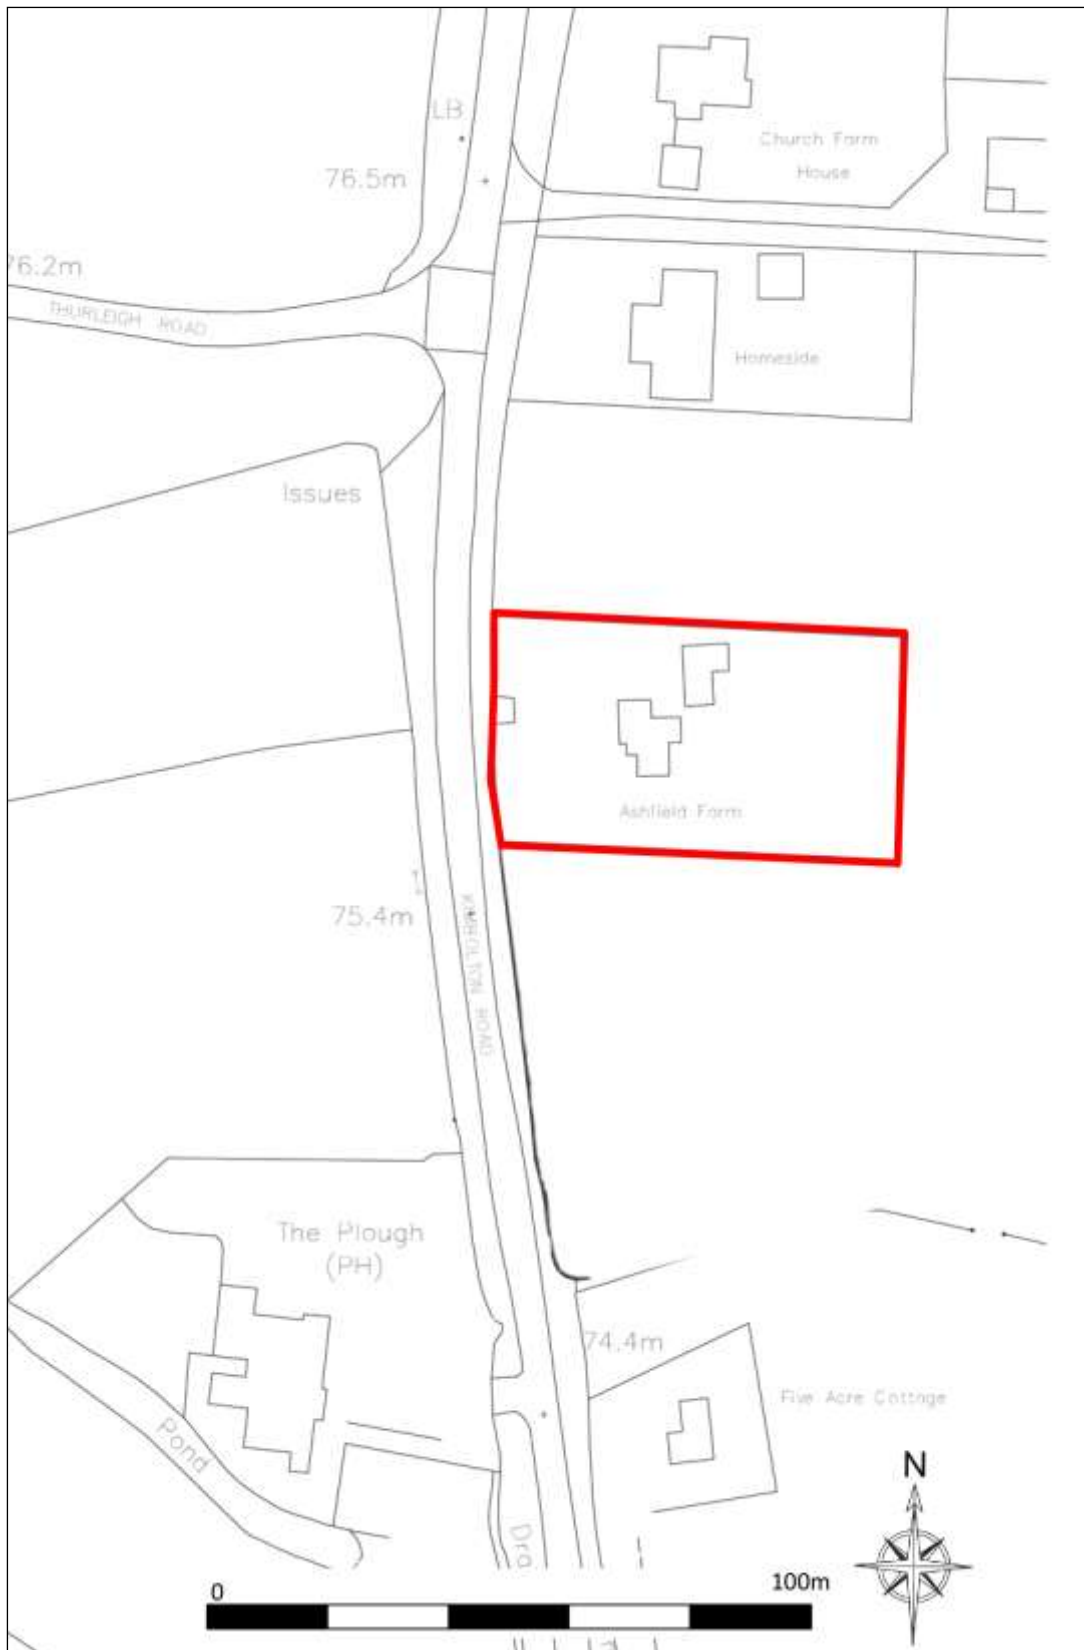 LB
Church Farm
House
76.5m
76.2m
THURLEIGH ROAD
Homeside
Issues
Ashfield Farm
75.4m
KIMBOLTON ROAD
The Plough
(PH)
74.4m
Five Acre Cottage
Pond
N
Dra
0
100m